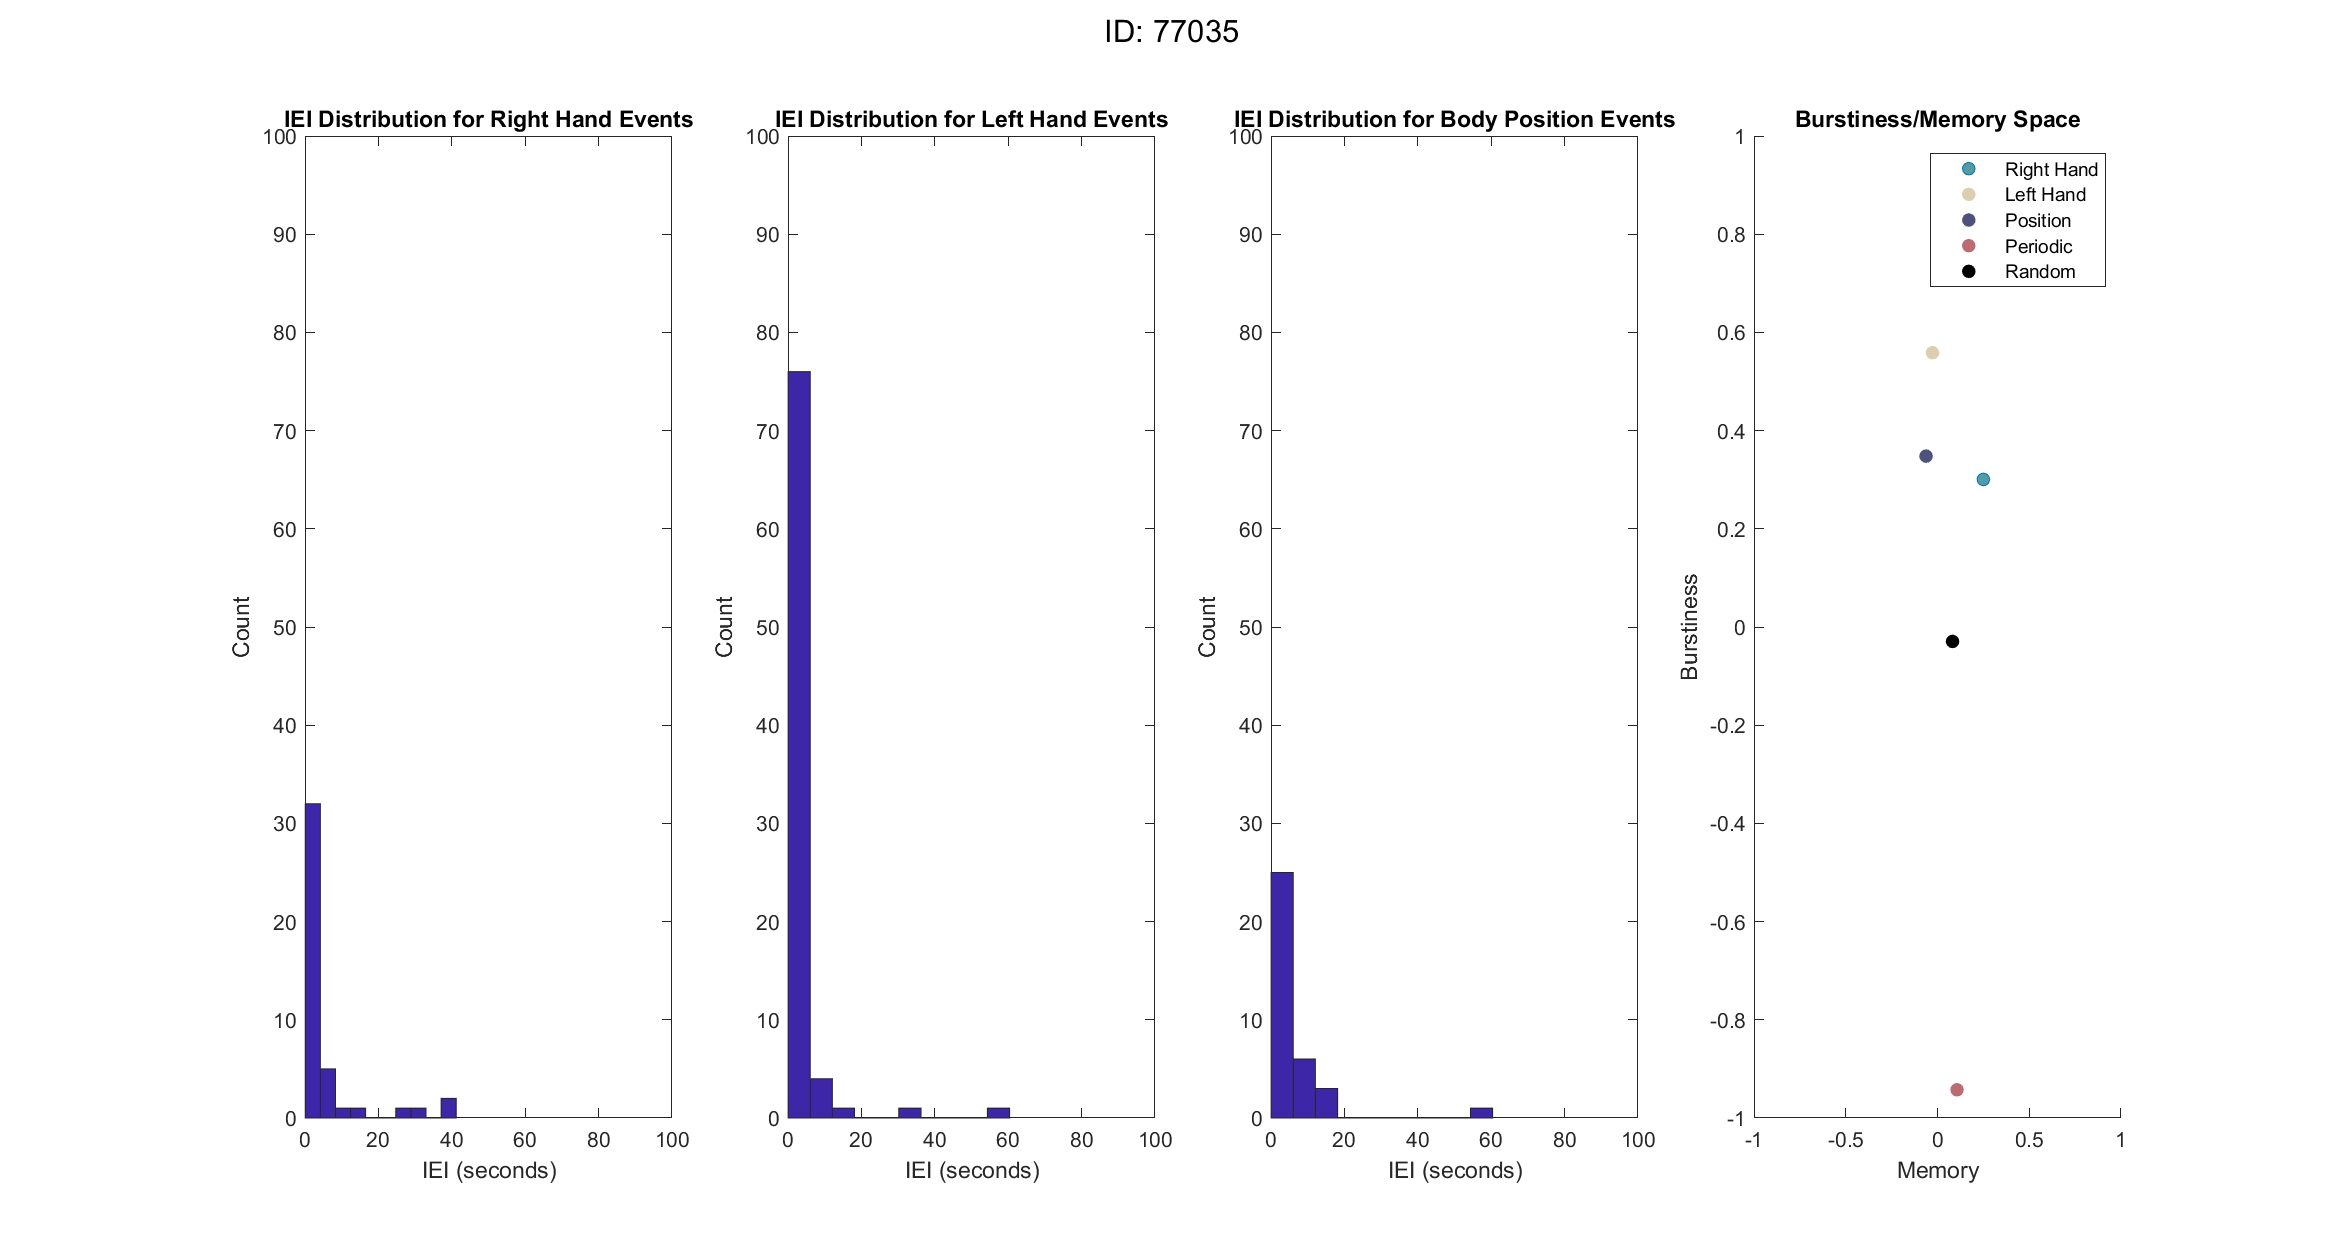 ID: 77035
IEI Distribution for Right Hand Events
100
90
80
70
60
50
40
30
20
10
0
Count
0 20 40 60 80 100
IEI (seconds)
IEI Distribution for Left Hand Events
100
90
80
70
60
50
40
30
20
10
0
Count
0 20 40 60 80 100
IEI (seconds)
IEI Distribution for Body Position Events
100
90
80
70
60
50
40
30
20
10
0
Count
0 20 40 60 80 100
IEI (seconds)
Burstiness/Memory Space
1
0.8
0.6
0.4
0.2
0
-0.2
-0.4
-0.6
-0.8
-1
Burstiness
-1 -0.5 0 0.5 1
Memory
Right Hand
Left Hand
Position
Periodic
Random